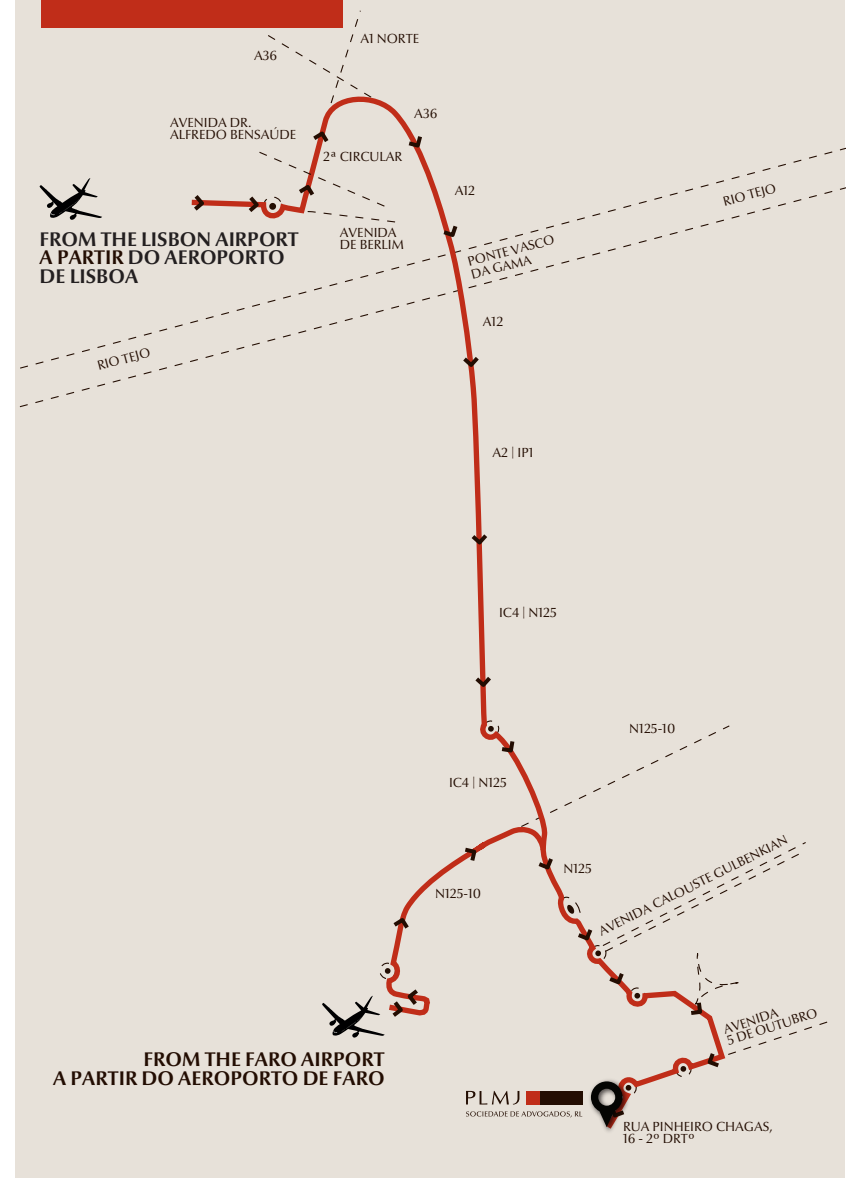 A1 NORTE
A36
A36
AVENIDA DR.
ALFREDO BENSAÚDE
2ª CIRCULAR
A12
RIO TEJO
AVENIDA
DE BERLIM
FROM THE LISBON AIRPORT
A PARTIR DO AEROPORTO
DE LISBOA
PONTE VASCO
DA GAMA
A12
RIO TEJO
A2 | IP1
IC4 | N125
N125-10
IC4 | N125
N125
N125-10
AVENIDA CALOUSTE GULBENKIAN
AVENIDA
5 DE OUTUBRO
FROM THE FARO AIRPORT
A PARTIR DO AEROPORTO DE FARO
PLMJ
SOCIEDADE DE ADVOGADOS, RL
RUA PINHEIRO CHAGAS,
16 - 2º DRTº